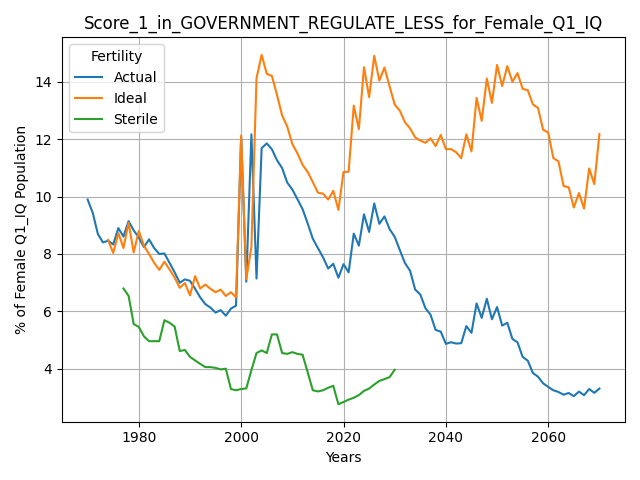 Score_1_in_GOVERNMENT_REGULATE_LESS_for_Female_Q1_IQ
% of Female Q1_IQ Population
Fertility
Actual
Ideal
Sterile
14
12
10
8
6
4
1980
2000
2020
2040
2060
Years